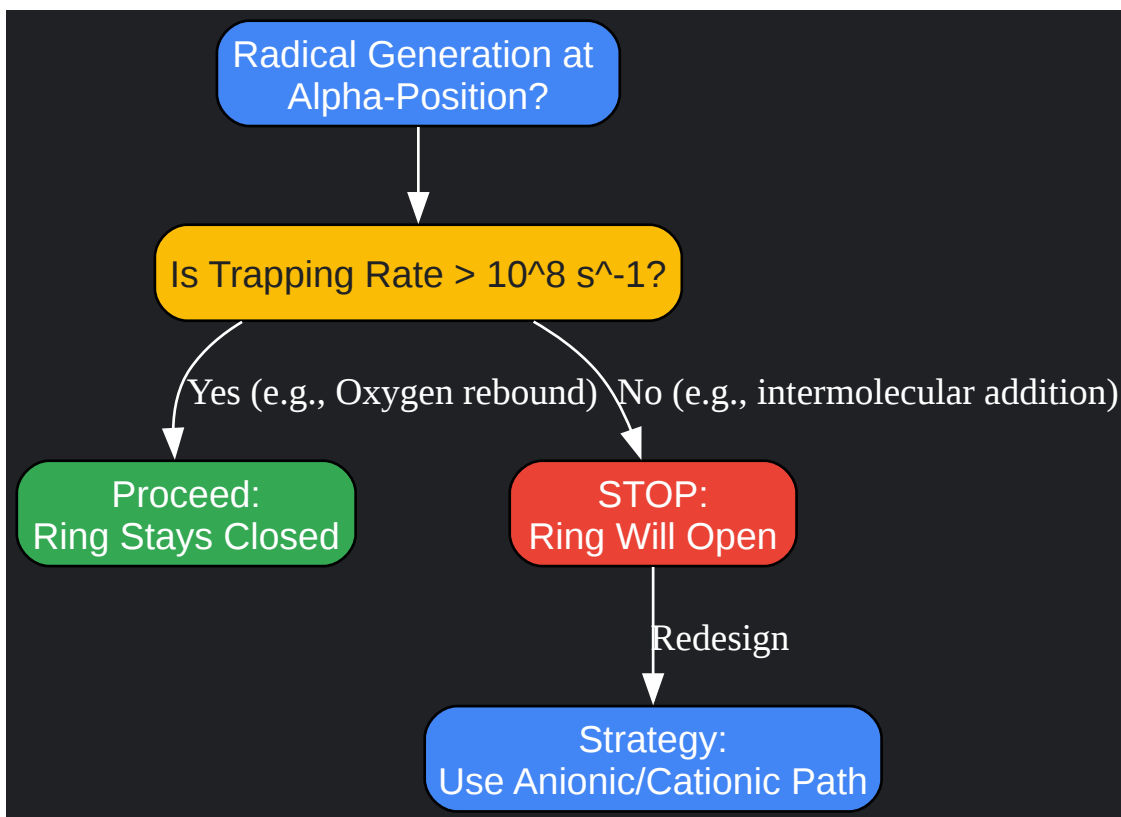 Radical Generation at
Alpha-Position?
Is Trapping Rate > 10^8 s^-1?
Yes (e.g., Oxygen rebound)
No (e.g., intermolecular addition)
Proceed:
Ring Stays Closed
STOP:
Ring Will Open
Redesign
Strategy:
Use Anionic/Cationic Path